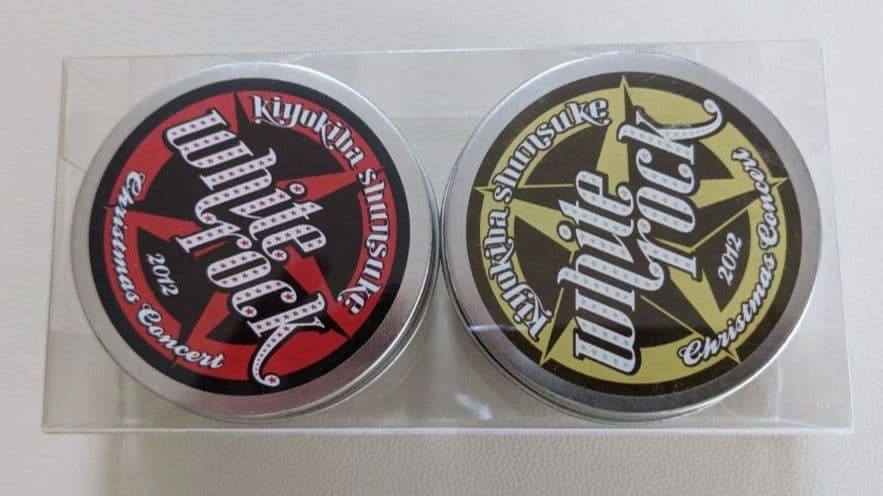 kiyokiba shunsuke
white
rock
2012
Christmas Concert
kiyokiba shunsuke
white
rock
2012
Christmas Concert